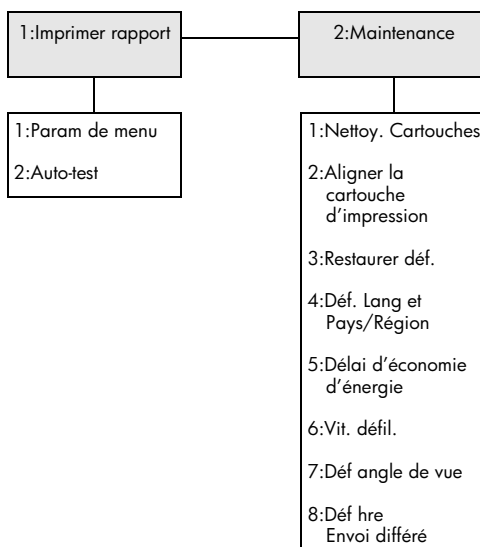 1:Imprimer rapport
1:Param de menu
2:Auto-test
2:Maintenance
1:Nettoy. Cartouches
2:Aligner la
cartouche
d'impression
3:Restaurer déf.
4:Déf. Lang et
Pays/Région
5:Délai d'économie
d'énergie
6:Vit. défil.
7:Déf angle de vue
8:Déf hre
Envoi différé